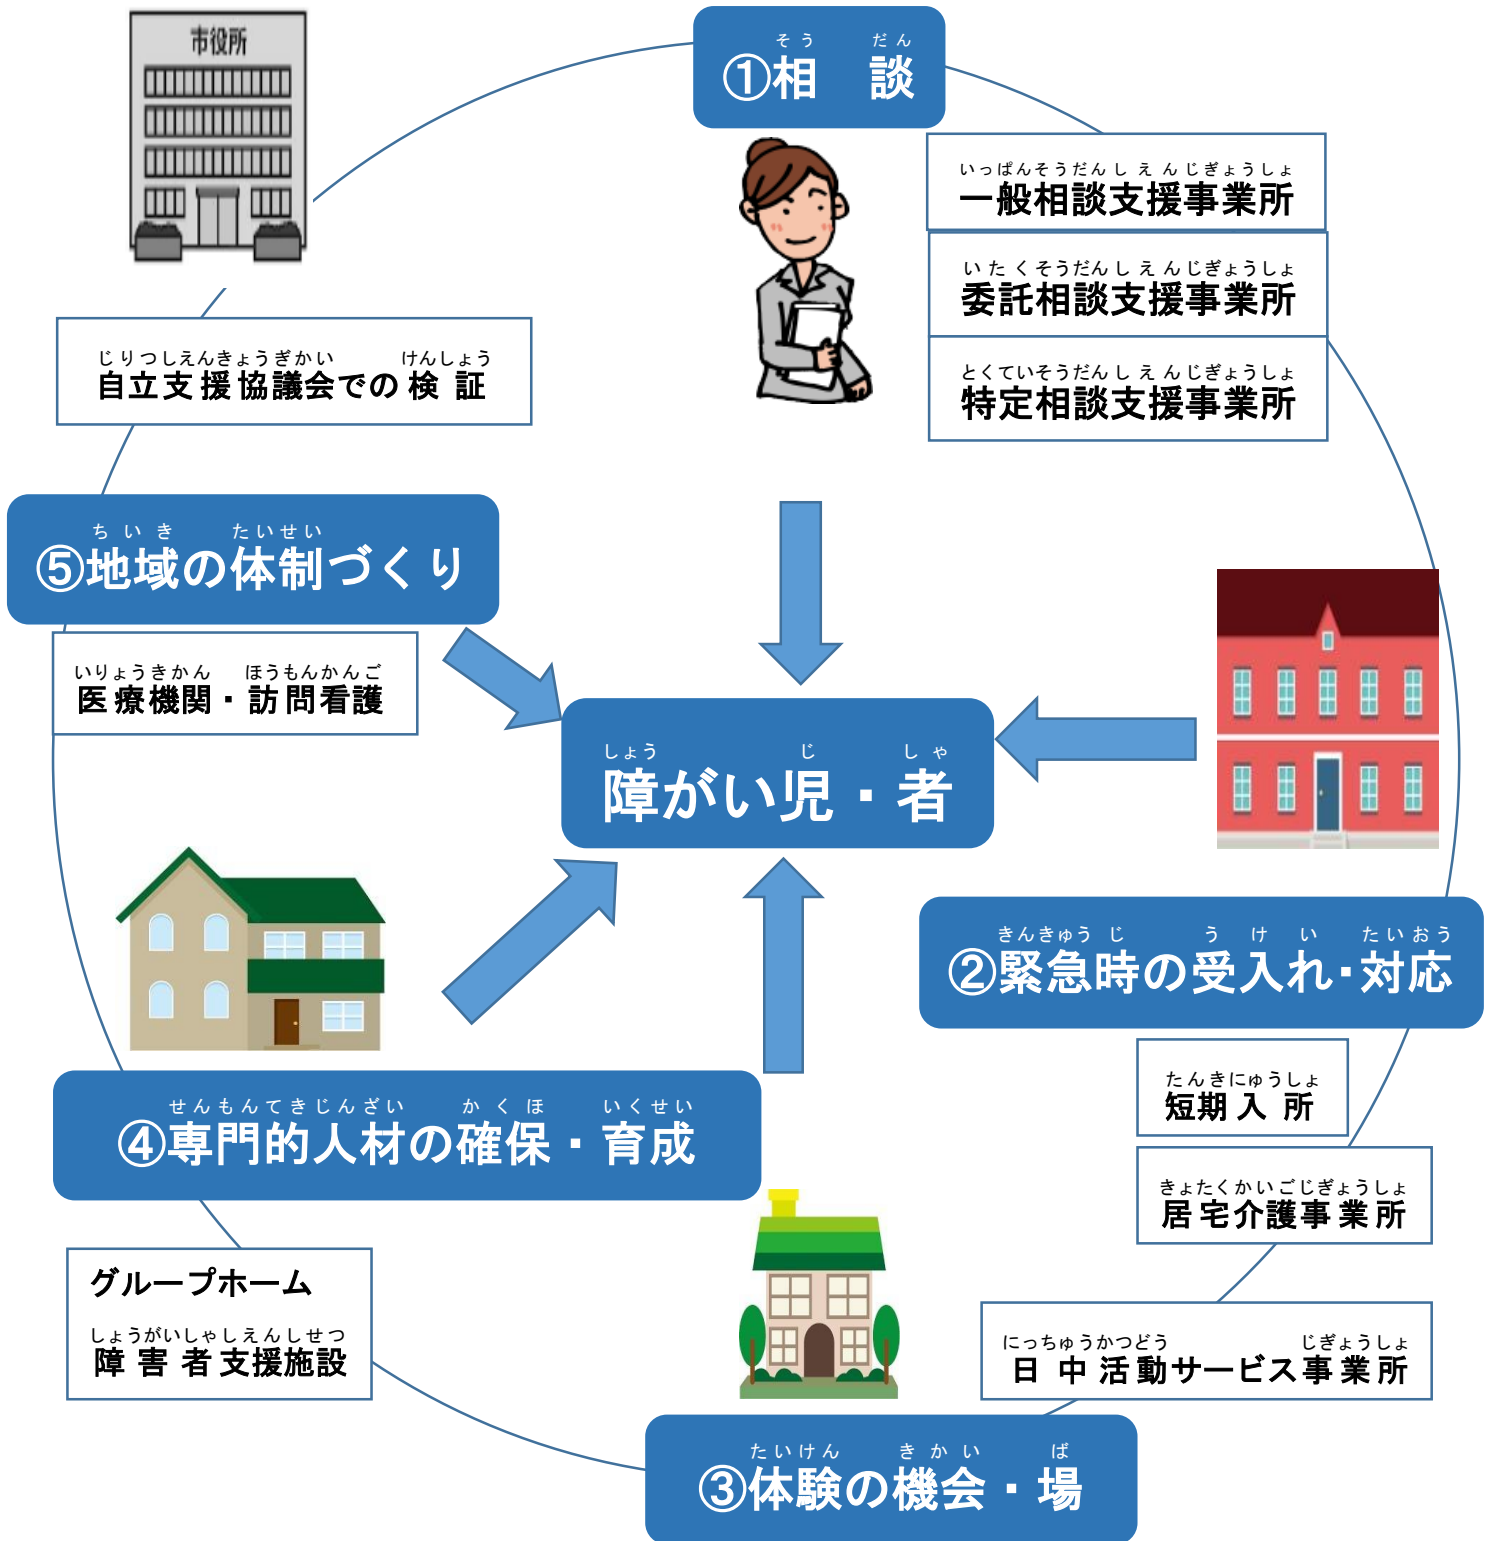 市役所
そう だん
①相 談
いっぱんそうだんしえんじぎょうしょ
一般相談支援事業所
いたくそうだんしえんじぎょうしょ
委託相談支援事業所
とくていそうだんしえんじぎょうしょ
特定相談支援事業所
じりつしえんきょうぎかい けんしょう
自立支援協議会での検証
ちいき たいせい
⑤地域の体制づくり
いりょうきかん ほうもんかんご
医療機関・訪問看護
しょう じ しゃ
障がい児・者
きんきゅうじ うけい たいおう
②緊急時の受入れ・対応
たんきにゅうしょ
短期入所
きょたくかいごじぎょうしょ
居宅介護事業所
にっちゅうかつどう じぎょうしょ
日中活動サービス事業所
せんもんてきじんざい かくほ いくせい
④専門的人材の確保・育成
グループホーム
しょうがいしゃしえんしせつ
障害者支援施設
たいけん きかい ば
③体験の機会・場